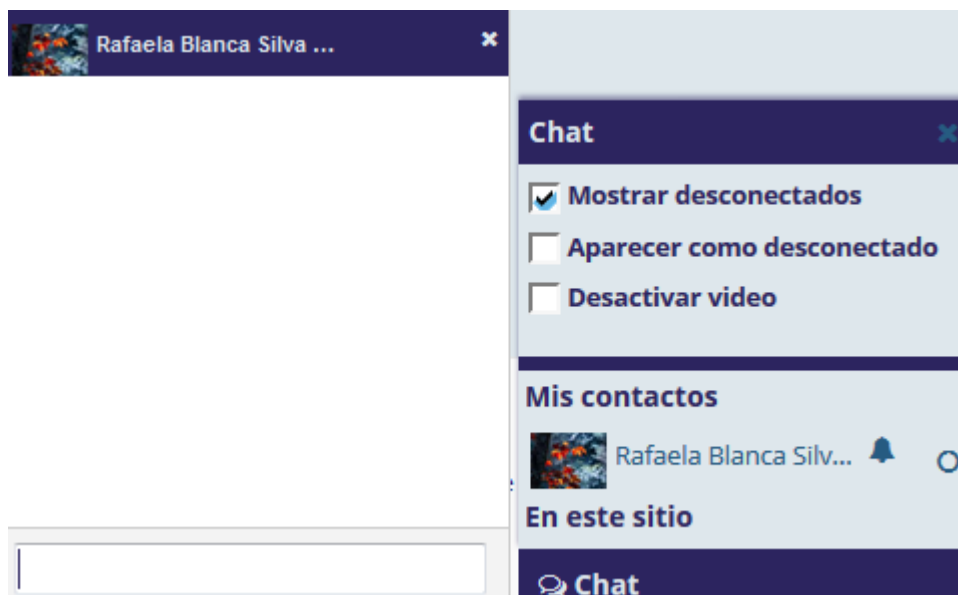 Rafaela Blanca Silva ...
Chat
Mostrar desconectados
Aparecer como desconectado
Desactivar video
Mis contactos
Rafaela Blanca Silv...
En este sitio
Chat